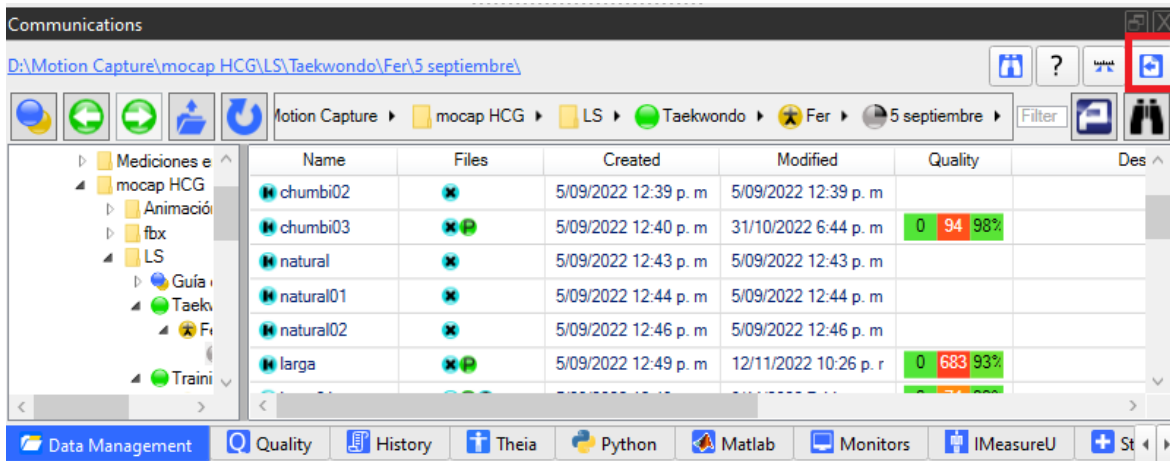 Communications
D:\Motion Capture\mocap HCG\LS\Taekwondo\Fer\5 septiembre\
?
Motion Capture mocap HCG LS Taekwondo Fer 5 septiembre Filter
Mediciones e
mocap HCG
Animació
fbx
LS
Guía
Taekw
Fe
Traini
Name Files Created Modified Quality Des
chumbi02 5/09/2022 12:39 p. m 5/09/2022 12:39 p. m
chumbi03 P 5/09/2022 12:40 p. m 31/10/2022 6:44 p. m 0 94 98%
natural 5/09/2022 12:43 p. m 5/09/2022 12:43 p. m
natural01 5/09/2022 12:44 p. m 5/09/2022 12:44 p. m
natural02 5/09/2022 12:46 p. m 5/09/2022 12:46 p. m
larga P 5/09/2022 12:49 p. m 12/11/2022 10:26 p. r 0 683 93%
Data Management Quality History Theia Python Matlab Monitors IMeasureU St